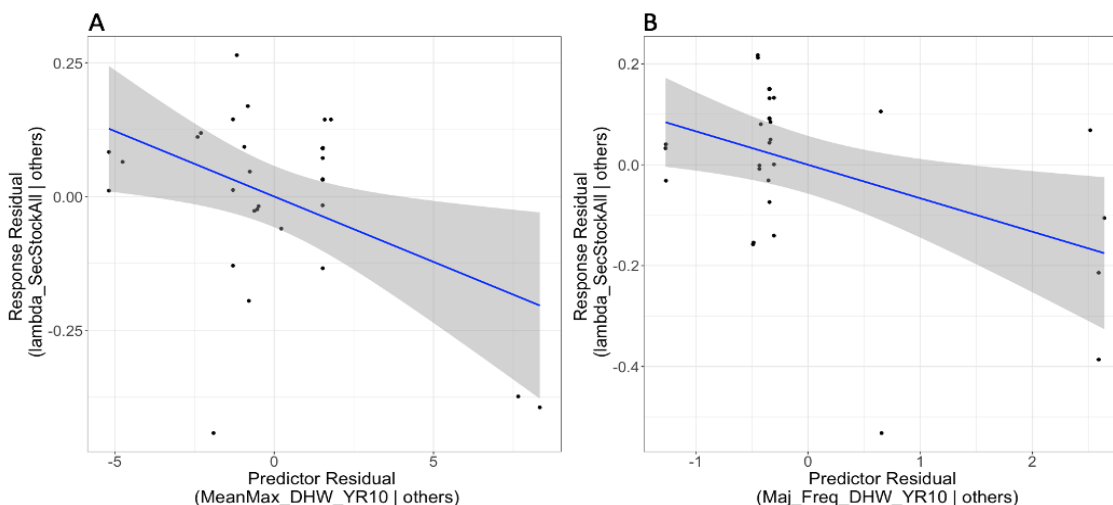 A
Response Residual
(lambda_SecStockAll | others)
0.25
0.00
-0.25
-5
0
5
Predictor Residual
(MeanMax_DHW_YR10 | others)
B
Response Residual
(lambda_SecStockAll | others)
0.2
0.0
-0.2
-0.4
-1
0
1
2
Predictor Residual
(Maj_Freq_DHW_YR10 | others)